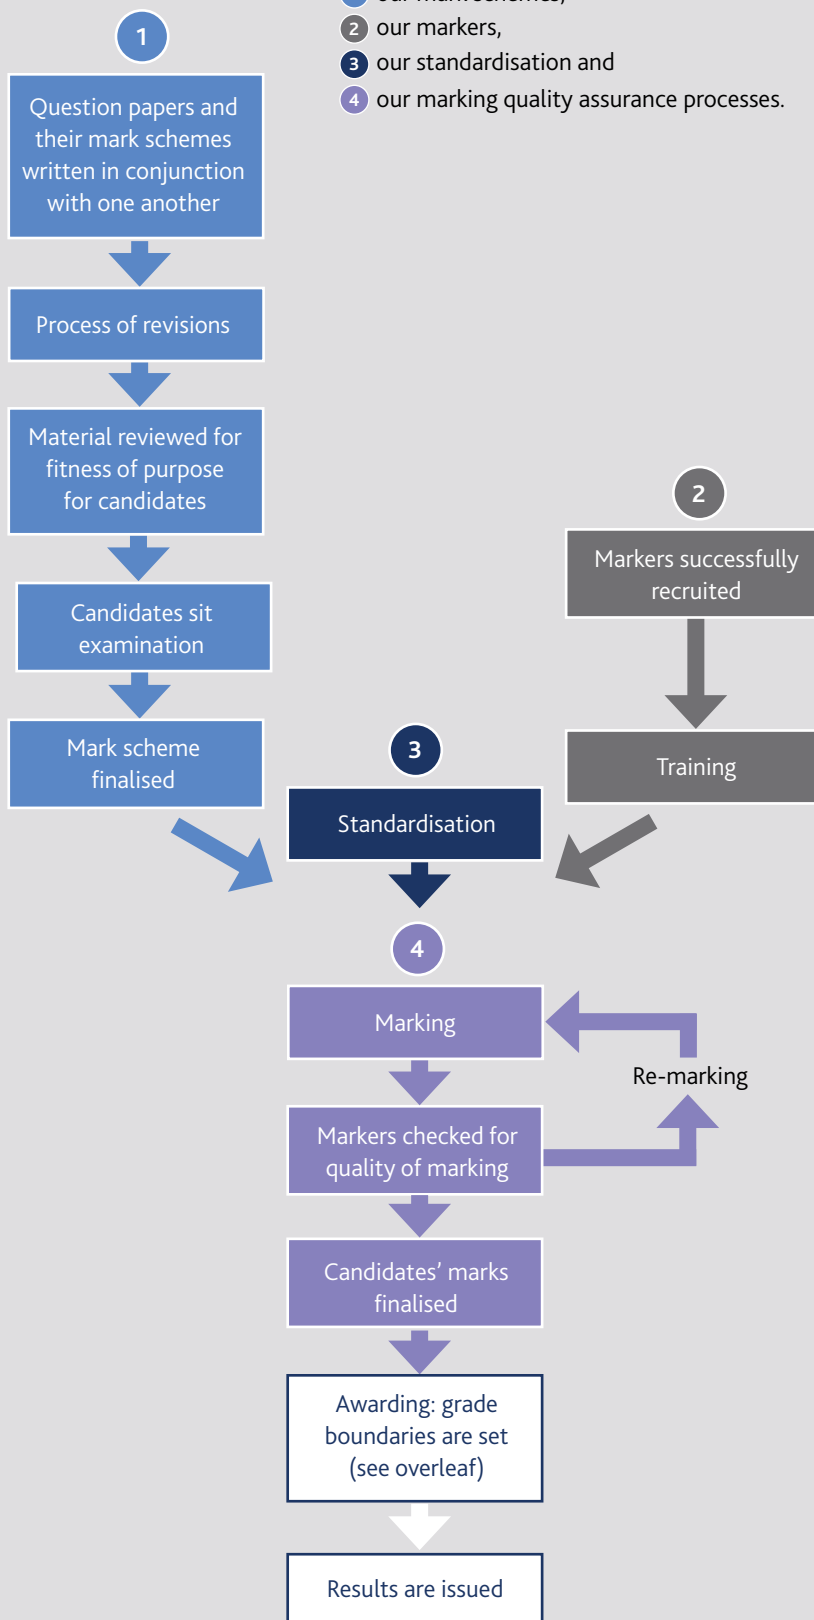 2 our markers,
3 our standardisation and
4 our marking quality assurance processes.
1
Question papers and
their mark schemes
written in conjunction
with one another
Process of revisions
Material reviewed for
fitness of purpose
for candidates
Candidates sit
examination
Mark scheme
finalised
2
Markers successfully
recruited
Training
3
Standardisation
4
Marking
Re-marking
Markers checked for
quality of marking
Candidates’ marks
finalised
Awarding: grade
boundaries are set
(see overleaf)
Results are issued